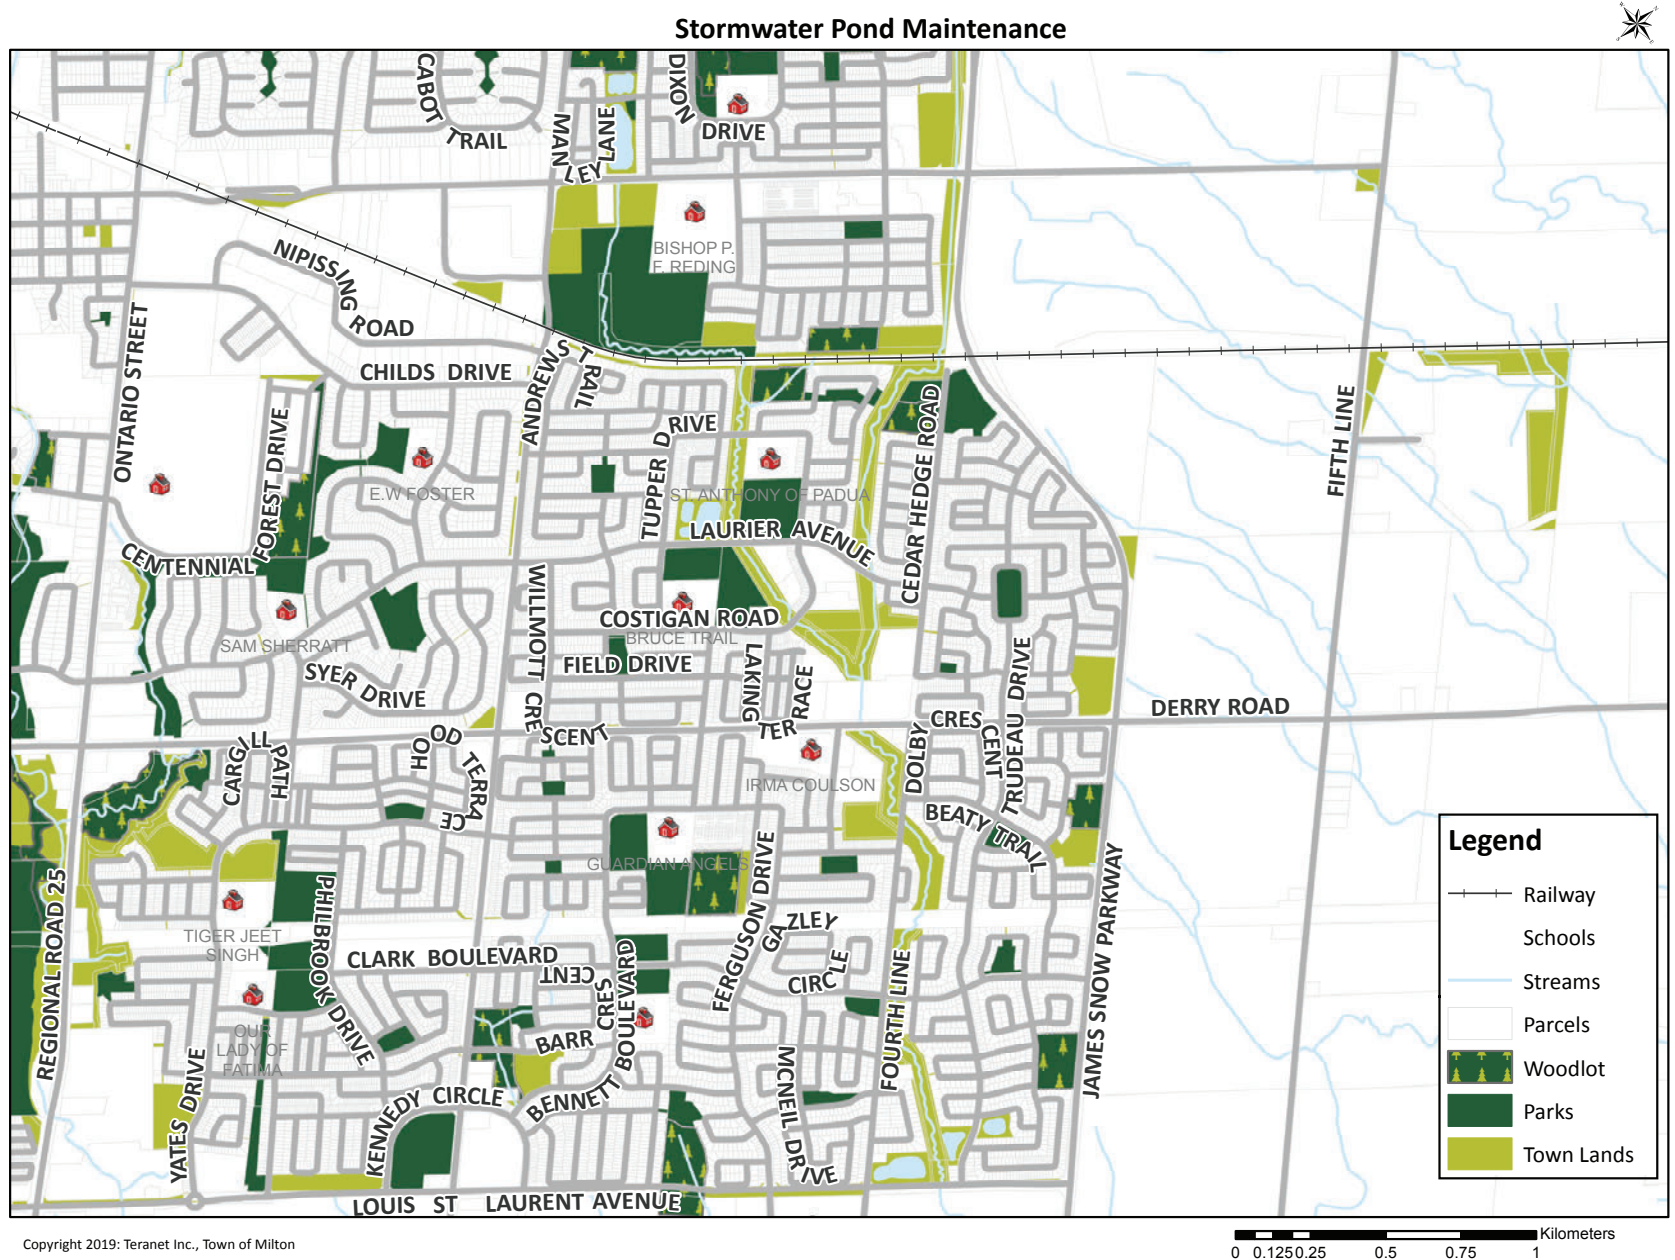 Stormwater Pond Maintenance
CABOT TRAIL
MANLEY LANE
DIXON DRIVE
BISHOP P.
F. REDING
NIPISSING ROAD
ONTARIO STREET
CHILDS DRIVE
ANDREWS TRAIL
TUPPER DRIVE
FOREST DRIVE
E.W FOSTER
ST. ANTHONY OF PADUA
CEDAR HEDGE ROAD
FIFTH LINE
LAURIER AVENUE
CENTENNIAL
WILLMOTT CRESCENT
COSTIGAN ROAD
BRUCE TRAIL
SAM SHERRATT
FIELD DRIVE
SYER DRIVE
LAKING TERRACE
TRUDEAU DRIVE
DERRY ROAD
DOLBY CRESCENT
CARGILL PATH
HOOD TERRACE
IRMA COULSON
BEATY TRAIL
GUARDIAN ANGELS
FERGUSON DRIVE
REGIONAL ROAD 25
PHILBROOK DRIVE
JAMES SNOW PARKWAY
TIGER JEET
SINGH
CLARK BOULEVARD
GAZLEY CIRCLE
BARR CRESCENT
BENNETT BOULEVARD
FOURTH LINE
OUR
LADY OF
FATIMA
YATES DRIVE
KENNEDY CIRCLE
MCNEIL DRIVE
LOUIS ST LAURENT AVENUE
Legend
Railway
Schools
Streams
Parcels
Woodlot
Parks
Town Lands
Copyright 2019: Teranet Inc., Town of Milton
Kilometers
0 0.125 0.25 0.5 0.75 1